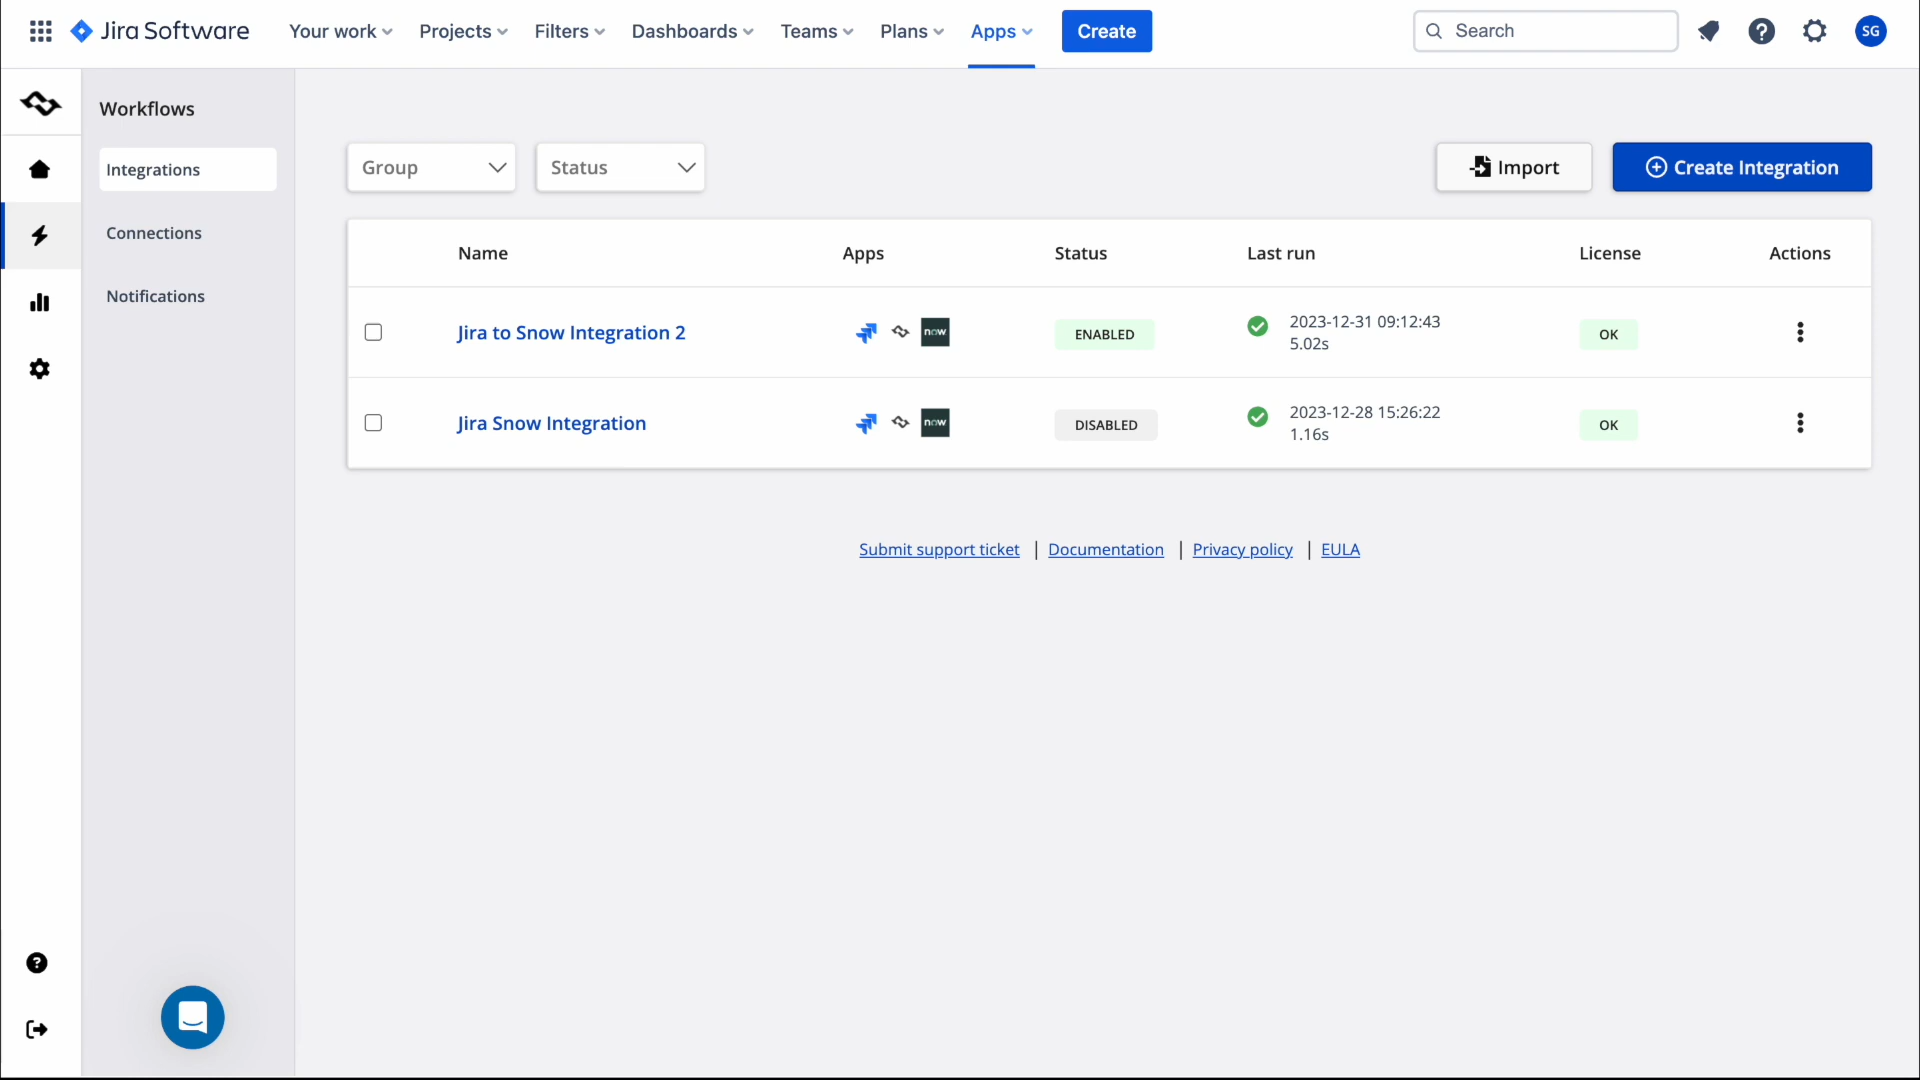 Jira Software Your work Projects Filters Dashboards Teams Plans Apps Create Search SG
Workflows
Integrations
Connections
Notifications
Group Status Import Create Integration
Name Apps Status Last run License Actions
Jira to Snow Integration 2 now ENABLED 2023-12-31 09:12:43 OK
5.02s
Jira Snow Integration now DISABLED 2023-12-28 15:26:22 OK
1.16s
Submit support ticket | Documentation | Privacy policy | EULA